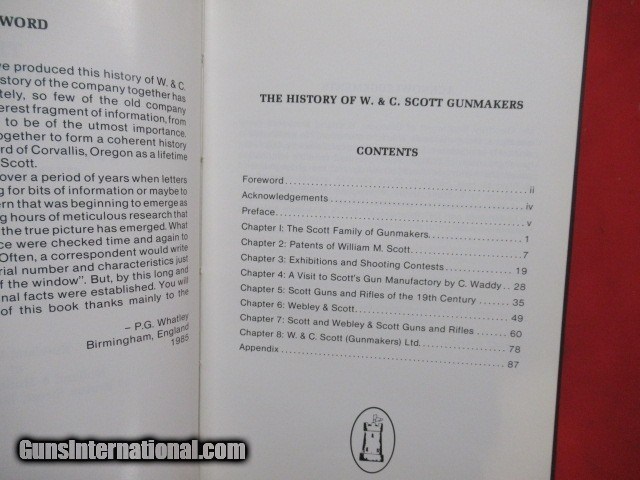 WORD
ve produced this history of W. & C.
story of the company together has
tely, so few of the old company
erest fragment of information, from
to be of the utmost importance.
ogether to form a coherent history
rd of Corvallis, Oregon as a lifetime
Scott.
over a period of years when letters
g for bits of information or maybe to
ern that was beginning to emerge as
ng hours of meticulous research that
the true picture has emerged. What
ce were checked time and again to
Often, a correspondent would write
rial number and characteristics just
f the window". But, by this long and
nal facts were established. You will
of this book thanks mainly to the
– P.G. Whatley
Birmingham, England
1985
THE HISTORY OF W. & C. SCOTT GUNMAKERS
CONTENTS
Foreword ii
Acknowledgements iv
Preface v
Chapter I: The Scott Family of Gunmakers 1
Chapter 2: Patents of William M. Scott 7
Chapter 3: Exhibitions and Shooting Contests 19
Chapter 4: A Visit to Scott's Gun Manufactory by C. Waddy 28
Chapter 5: Scott Guns and Rifles of the 19th Century 35
Chapter 6: Webley & Scott 49
Chapter 7: Scott and Webley & Scott Guns and Rifles 60
Chapter 8: W. & C. Scott (Gunmakers) Ltd. 78
Appendix 87
GunsInternational.com